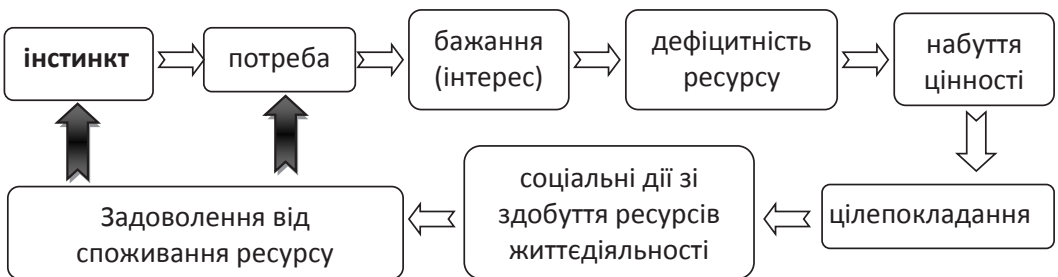 інстинкт
потреба
бажання
(інтерес)
дефіцитність
ресурсу
набуття
цінності
цілепокладання
соціальні дії зі
здобуття ресурсів
життєдіяльності
Задоволення від
споживання ресурсу